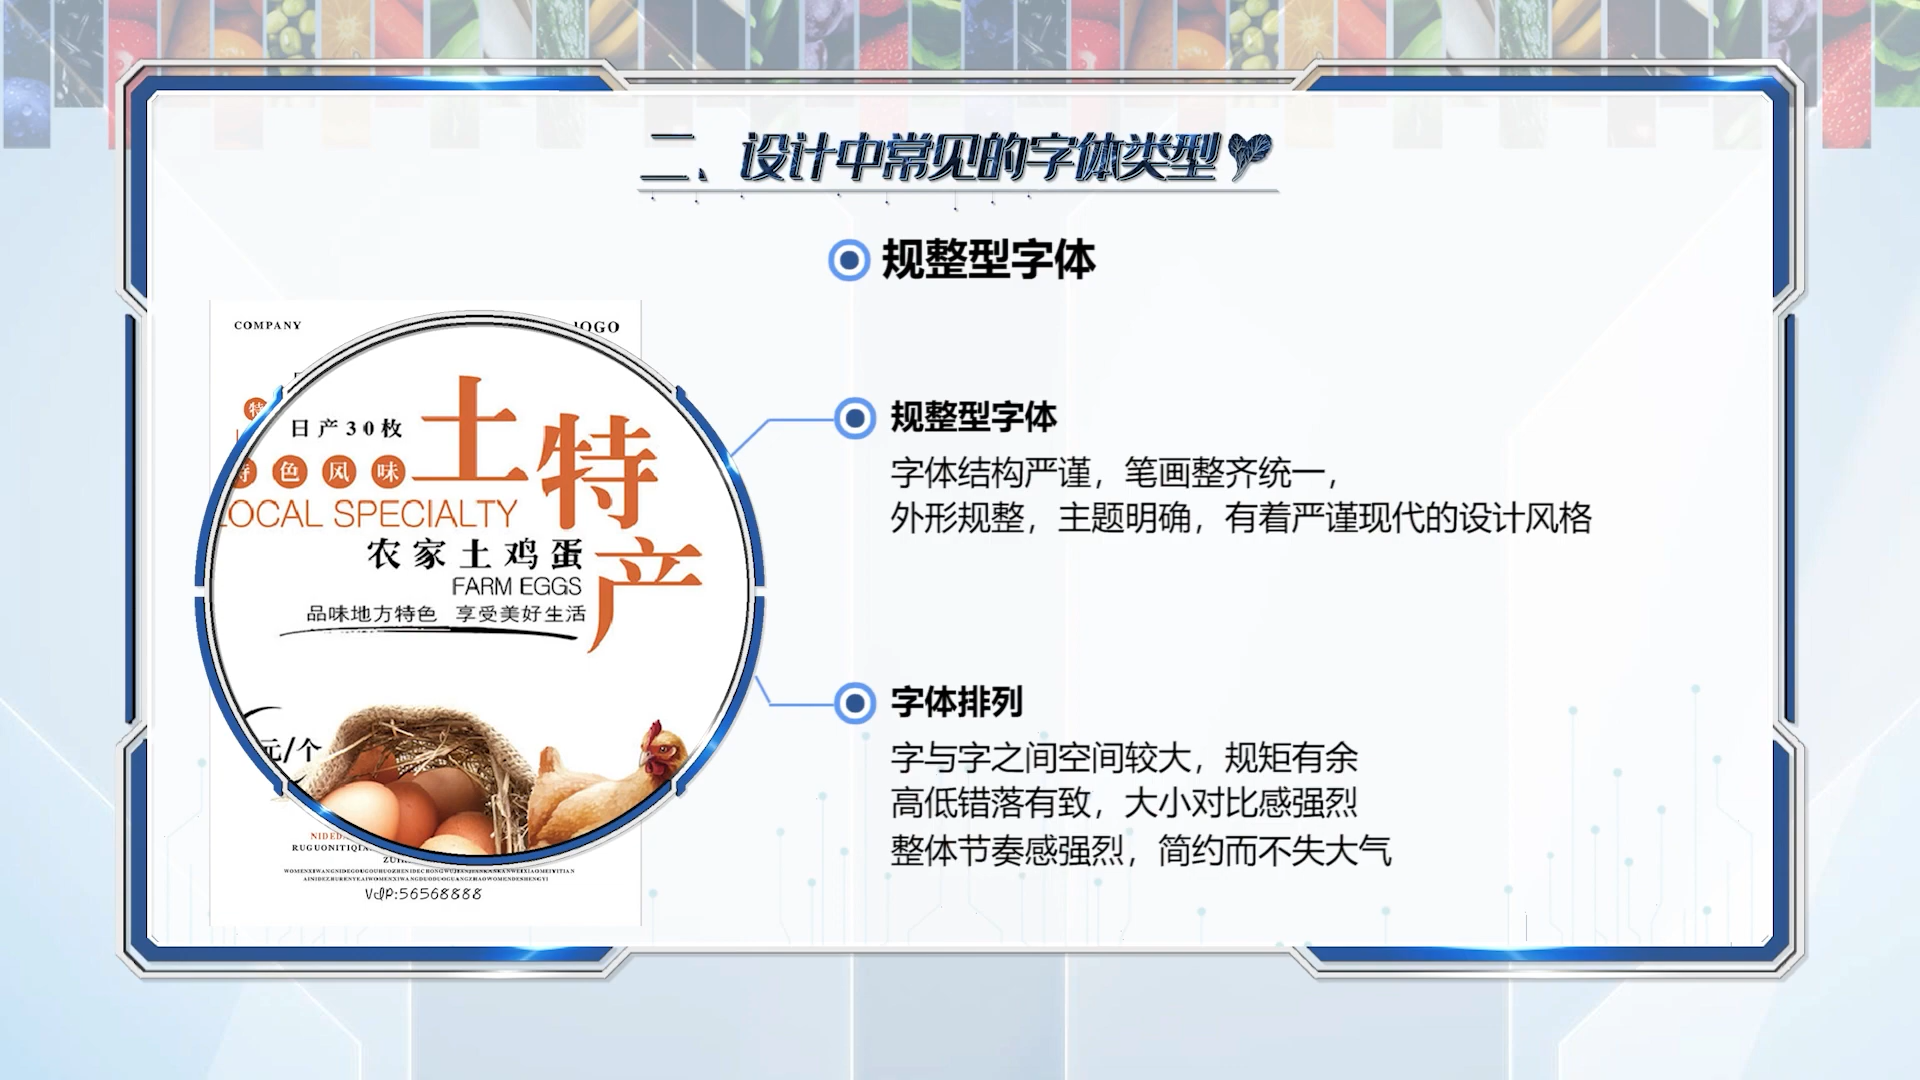 二、设计中常见的字体类型
规整型字体
COMPANY
日产30枚
土特产
色风味
LOCAL SPECIALTY
农家土鸡蛋
FARM EGGS
品味地方特色 享受美好生活
元/个
VdP:56568888
规整型字体
字体结构严谨，笔画整齐统一，
外形规整，主题明确，有着严谨现代的设计风格
字体排列
字与字之间空间较大，规矩有余
高低错落有致，大小对比感强烈
整体节奏感强烈，简约而不失大气